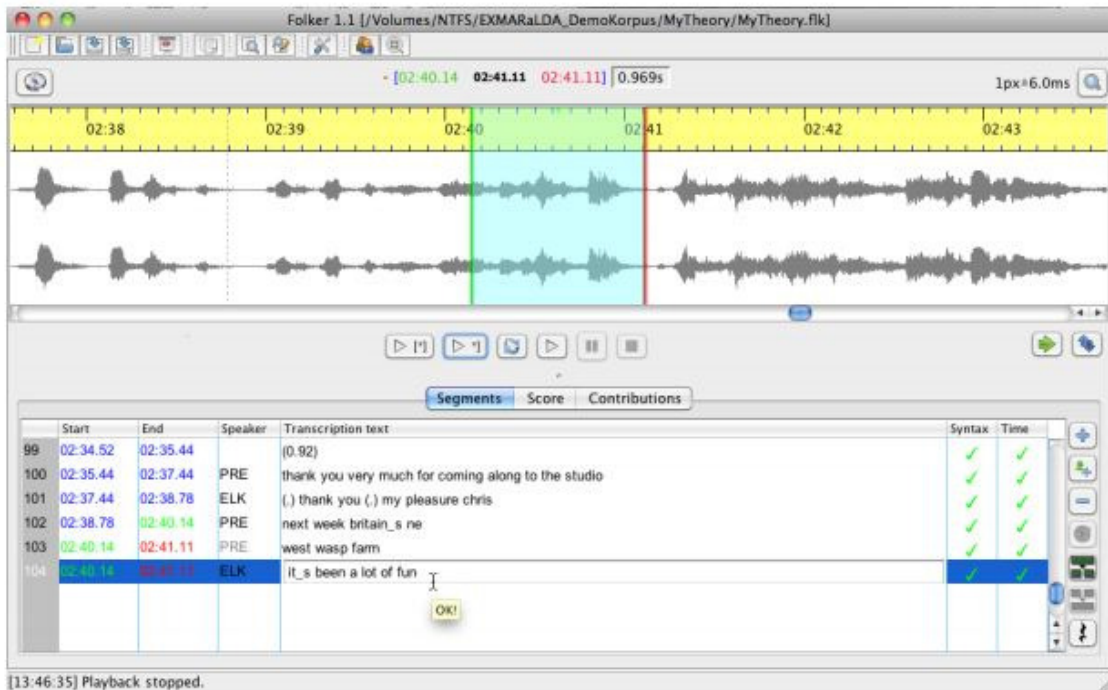 Folker 1.1 [/Volumes/NTFS/EXMARaLDA_DemoKorpus/MyTheory/MyTheory.flk]
- [02:40.14 02:41.11 02:41.11] 0.969s 1px=6.0ms
02:38 02:39 02:40 02:41 02:42 02:43
Segments Score Contributions
Start End Speaker Transcription text Syntax Time
99 02:34.52 02:35.44 (0.92)
100 02:35.44 02:37.44 PRE thank you very much for coming along to the studio
101 02:37.44 02:38.78 ELK (.) thank you (.) my pleasure chris
102 02:38.78 02:40.14 PRE next week britain_s ne
103 02:40.14 02:41.11 PRE west wasp farm
104 02:40.14 02:41.11 ELK it_s been a lot of fun
OK!
[13:46:35] Playback stopped.